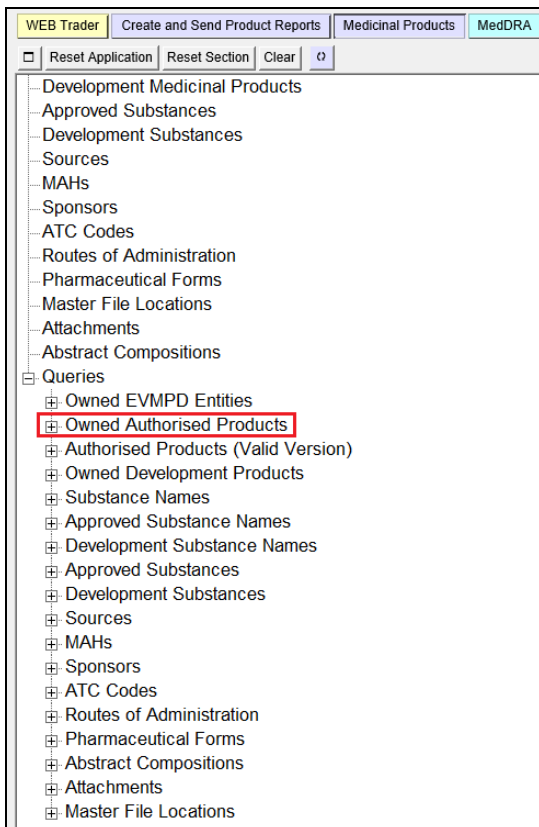 WEB Trader Create and Send Product Reports Medicinal Products MedDRA
Reset Application Reset Section Clear
Development Medicinal Products
Approved Substances
Development Substances
Sources
MAHs
Sponsors
ATC Codes
Routes of Administration
Pharmaceutical Forms
Master File Locations
Attachments
Abstract Compositions
Queries
Owned EVMPD Entities
Owned Authorised Products
Authorised Products (Valid Version)
Owned Development Products
Substance Names
Approved Substance Names
Development Substance Names
Approved Substances
Development Substances
Sources
MAHs
Sponsors
ATC Codes
Routes of Administration
Pharmaceutical Forms
Abstract Compositions
Attachments
Master File Locations